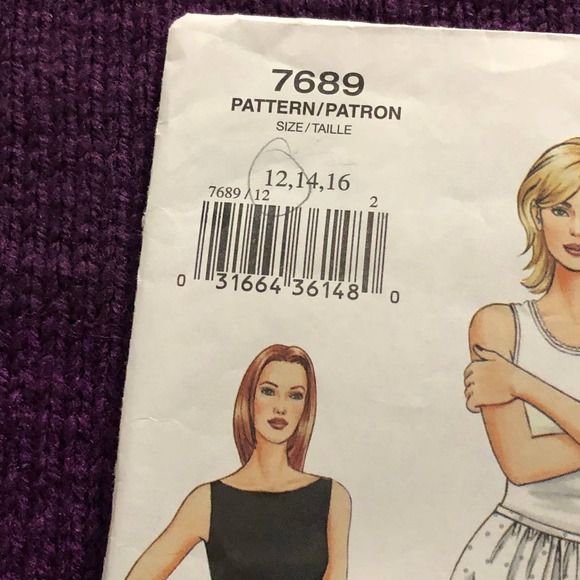 7689
PATTERN/PATRON
SIZE/TAILLE
12,14,16
7689 / 12 2
0 31664 36148 0